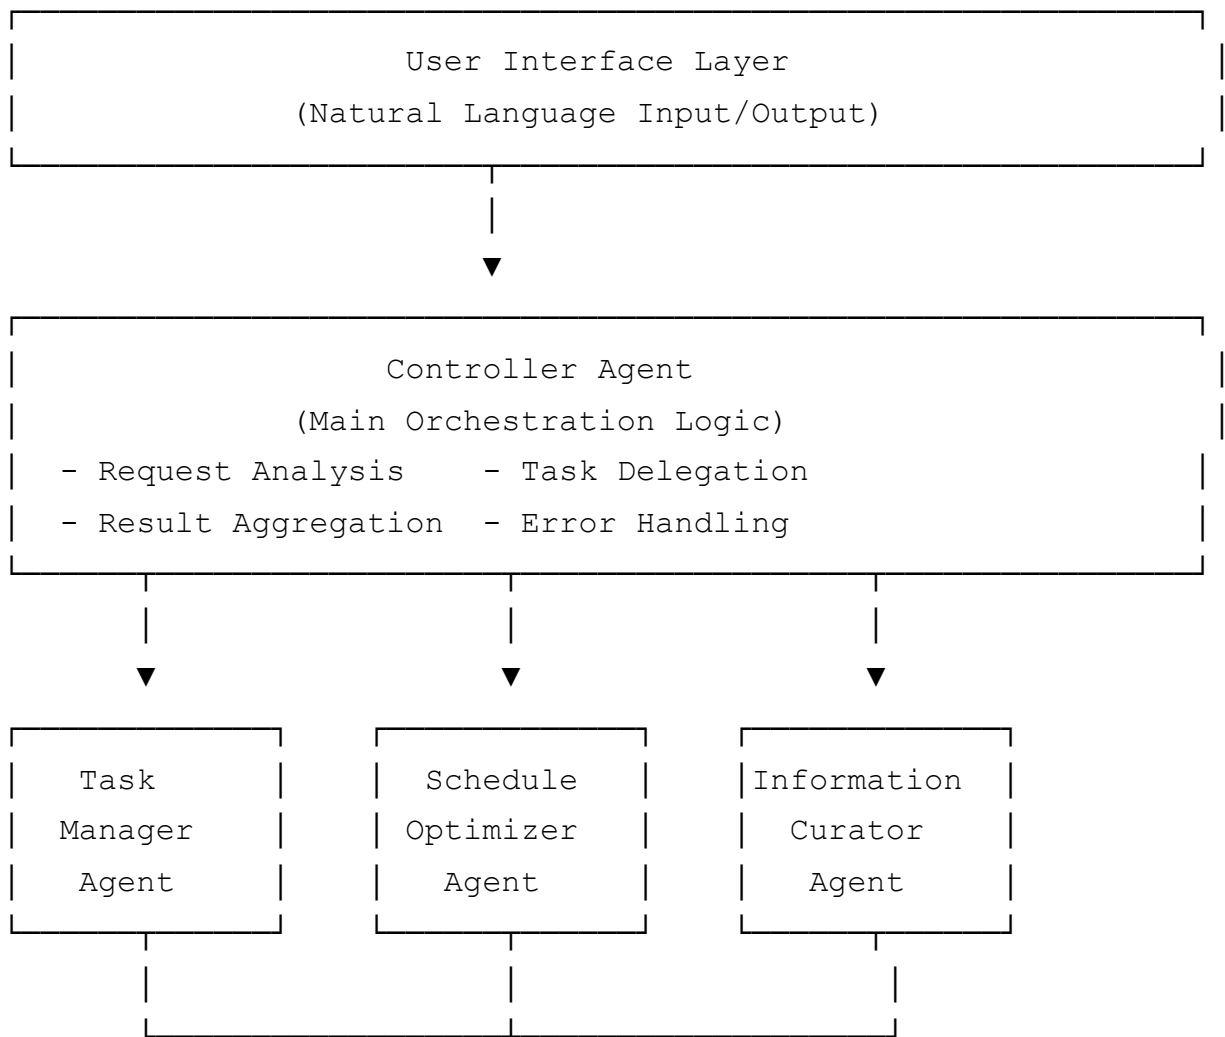 User Interface Layer
(Natural Language Input/Output)
Controller Agent
(Main Orchestration Logic)
- Request Analysis - Task Delegation
- Result Aggregation - Error Handling
Task Schedule Information
Manager Optimizer Curator
Agent Agent Agent